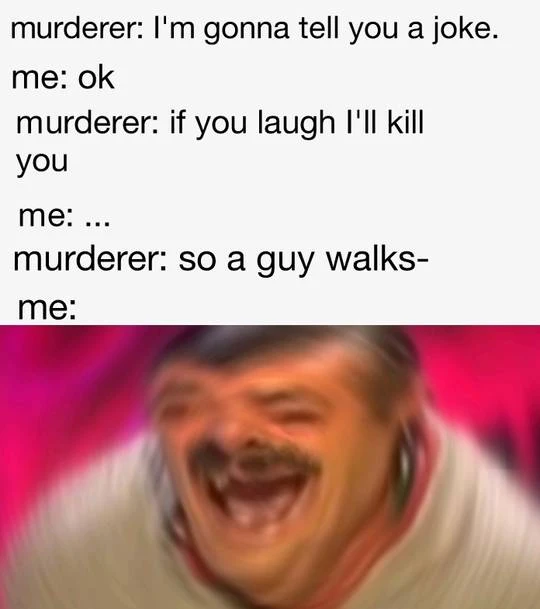 murderer: I'm gonna tell you a joke.
me: ok
murderer: if you laugh I'll kill
you
me: ...
murderer: so a guy walks-
me: